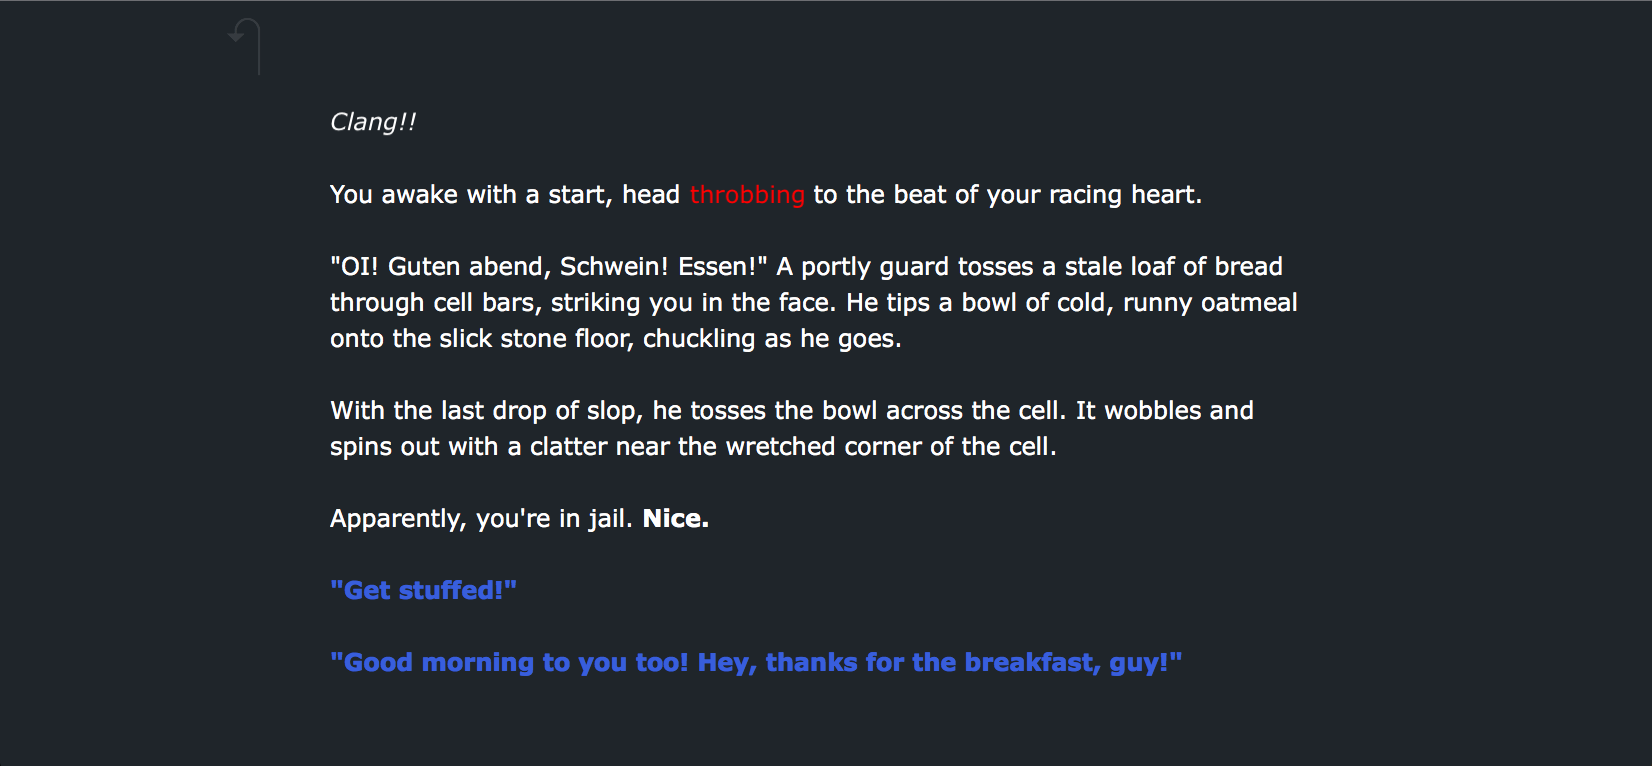 Clang!!
You awake with a start, head throbbing to the beat of your racing heart.
"OI! Guten abend, Schwein! Essen!" A portly guard tosses a stale loaf of bread
through cell bars, striking you in the face. He tips a bowl of cold, runny oatmeal
onto the slick stone floor, chuckling as he goes.
With the last drop of slop, he tosses the bowl across the cell. It wobbles and
spins out with a clatter near the wretched corner of the cell.
Apparently, you're in jail. Nice.
"Get stuffed!"
"Good morning to you too! Hey, thanks for the breakfast, guy!"